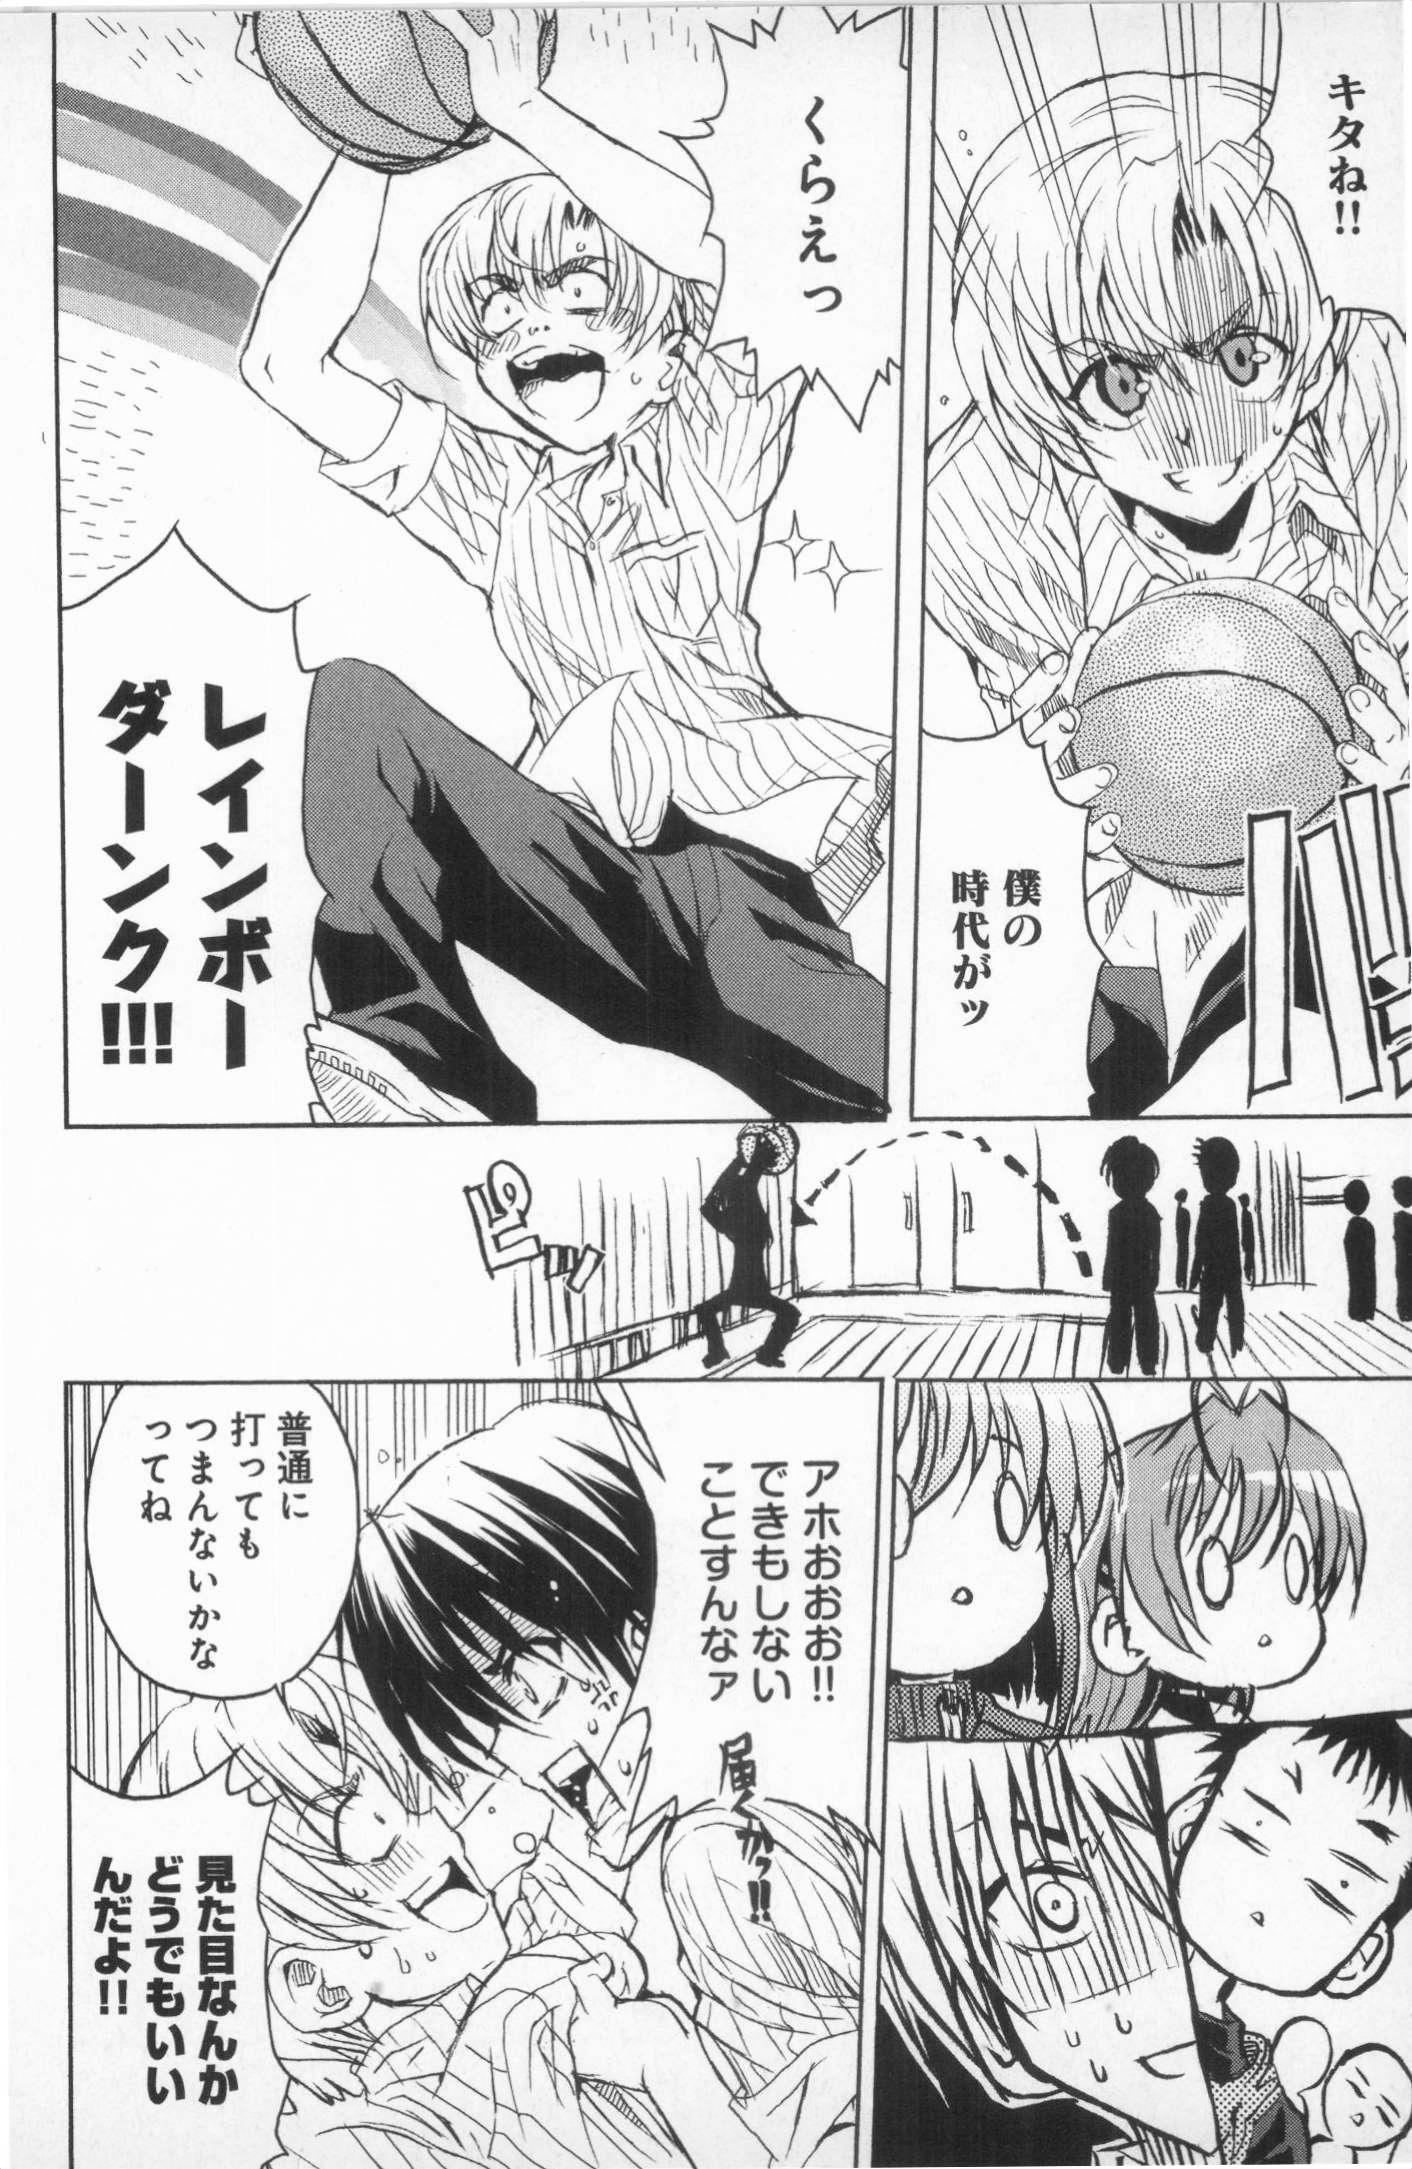 キタね!!
僕の
時代がッ
くらえっ
レインボー
ダーンク!!!
アホおおお!!
できもしない
ことすんなァ
届くかっ!!
普通に
打っても
つまんないかな
ってね
見た目なんか
どうでもいい
んだよ!!